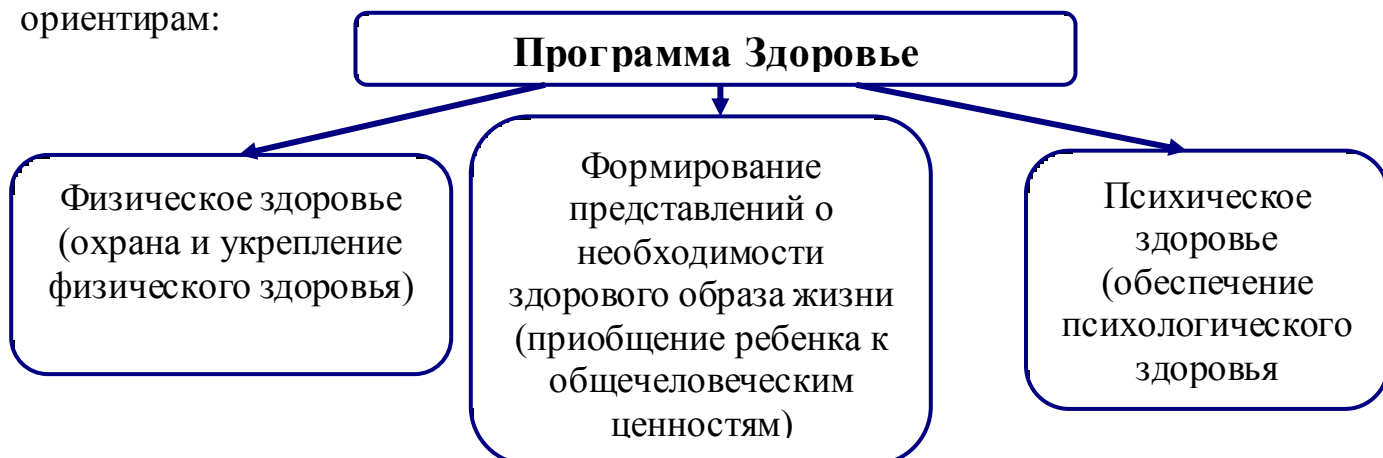 ориентирам:
Программа Здоровье
Физическое здоровье
(охрана и укрепление
физического здоровья)
Формирование
представлений о
необходимости
здорового образа жизни
(приобщение ребенка к
общечеловеческим
ценностям)
Психическое
здоровье
(обеспечение
психологического
здоровья